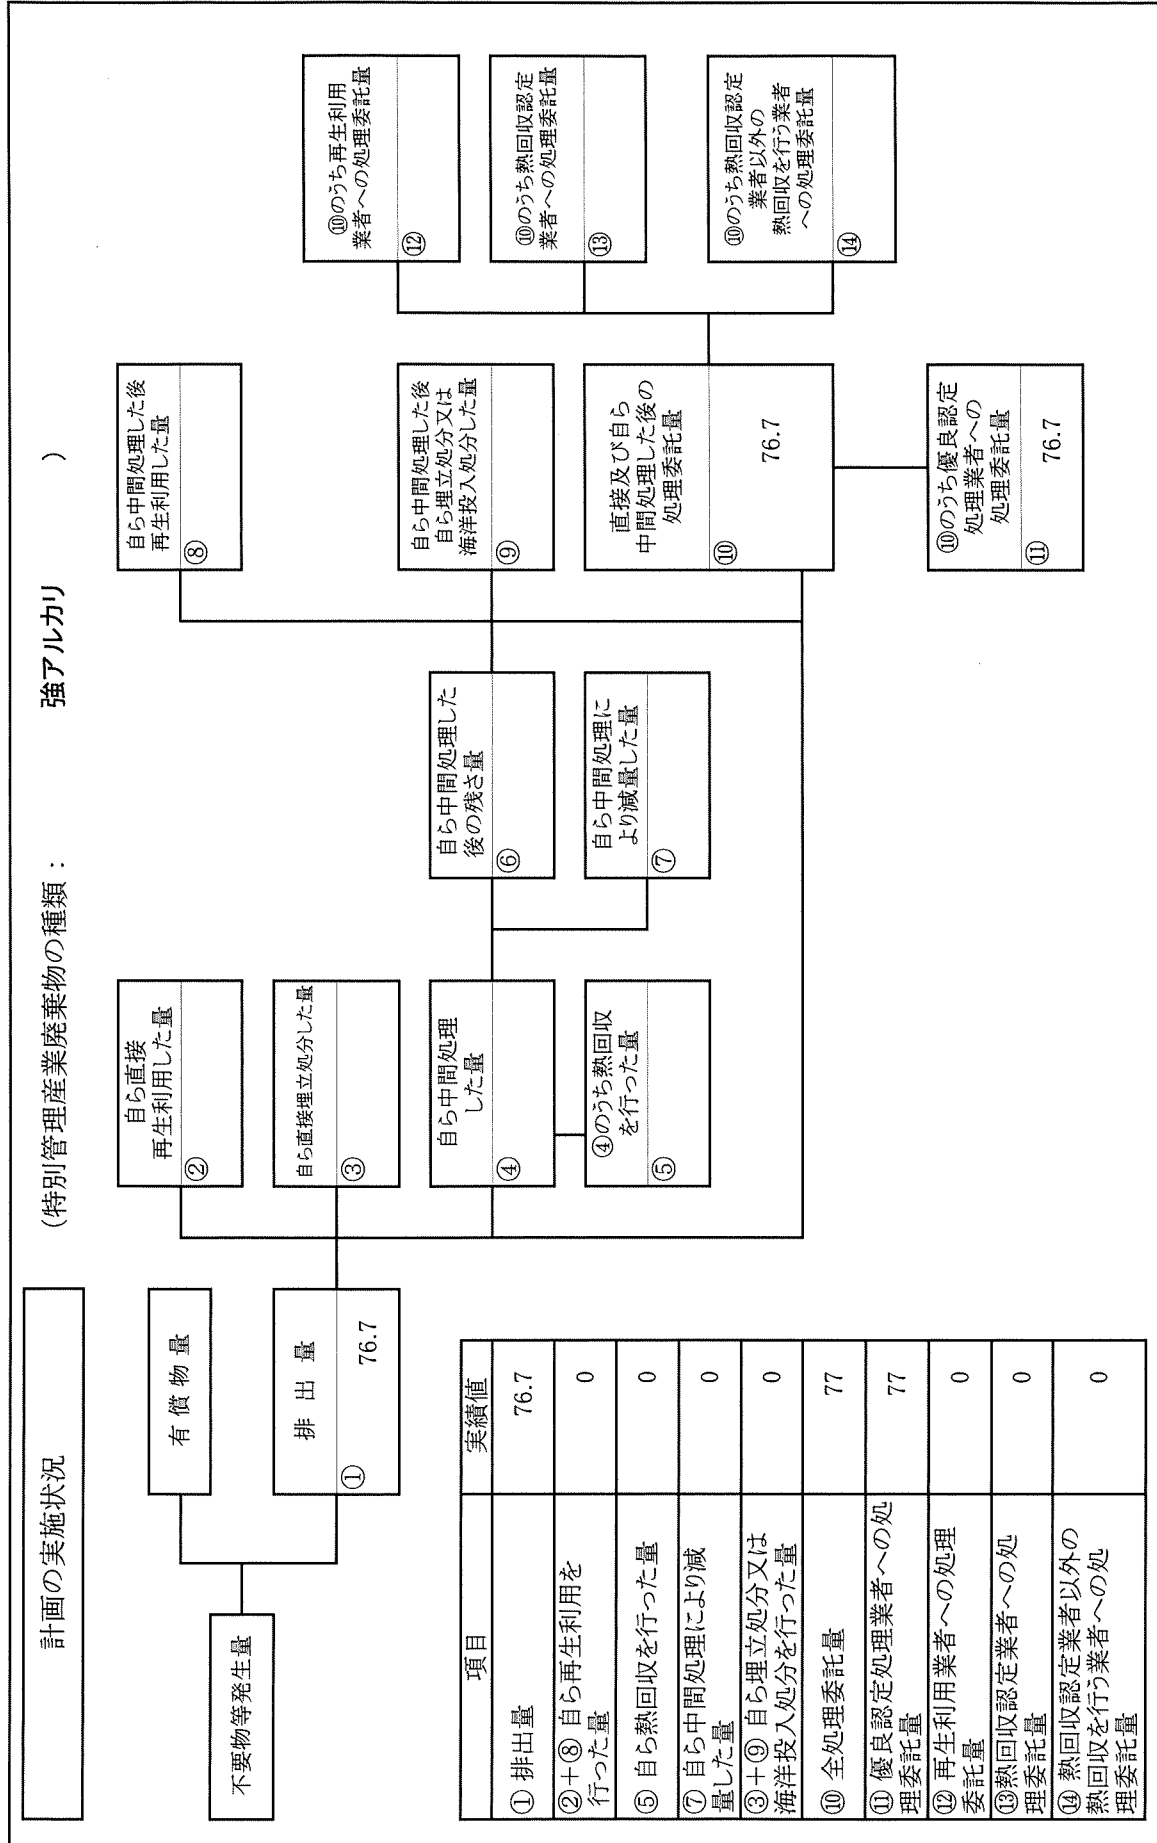 計画の実施状況
(特別管理産業廃棄物の種類：　強アルカリ　)
不要物等発生量
有償物量
排出量
①
76.7
自ら直接
再生利用した量
②
自ら直接埋立処分した量
③
自ら中間処理
した量
④
④のうち熱回収
を行った量
⑤
自ら中間処理した
後の残さ量
⑥
自ら中間処理に
より減量した量
⑦
自ら中間処理した後
再生利用した量
⑧
自ら中間処理した後
自ら埋立処分又は
海洋投入処分した量
⑨
直接及び自ら
中間処理した後の
処理委託量
⑩
76.7
⑩のうち優良認定
処理業者への
処理委託量
⑪
76.7
⑩のうち再生利用
業者への処理委託量
⑫
⑩のうち熱回収認定
業者への処理委託量
⑬
⑩のうち熱回収認定
業者以外の
熱回収を行う業者
への処理委託量
⑭
項目 実績値
① 排出量 76.7
②＋⑧ 自ら再生利用を
行った量 0
⑤ 自ら熱回収を行った量 0
⑦ 自ら中間処理により減
量した量 0
③＋⑨ 自ら埋立処分又は
海洋投入処分を行った量 0
⑩ 全処理委託量 77
⑪ 優良認定処理業者への処
理委託量 77
⑫ 再生利用業者への処理
委託量 0
⑬熱回収認定業者への処
理委託量 0
⑭ 熱回収認定業者以外の
熱回収を行う業者への処
理委託量 0